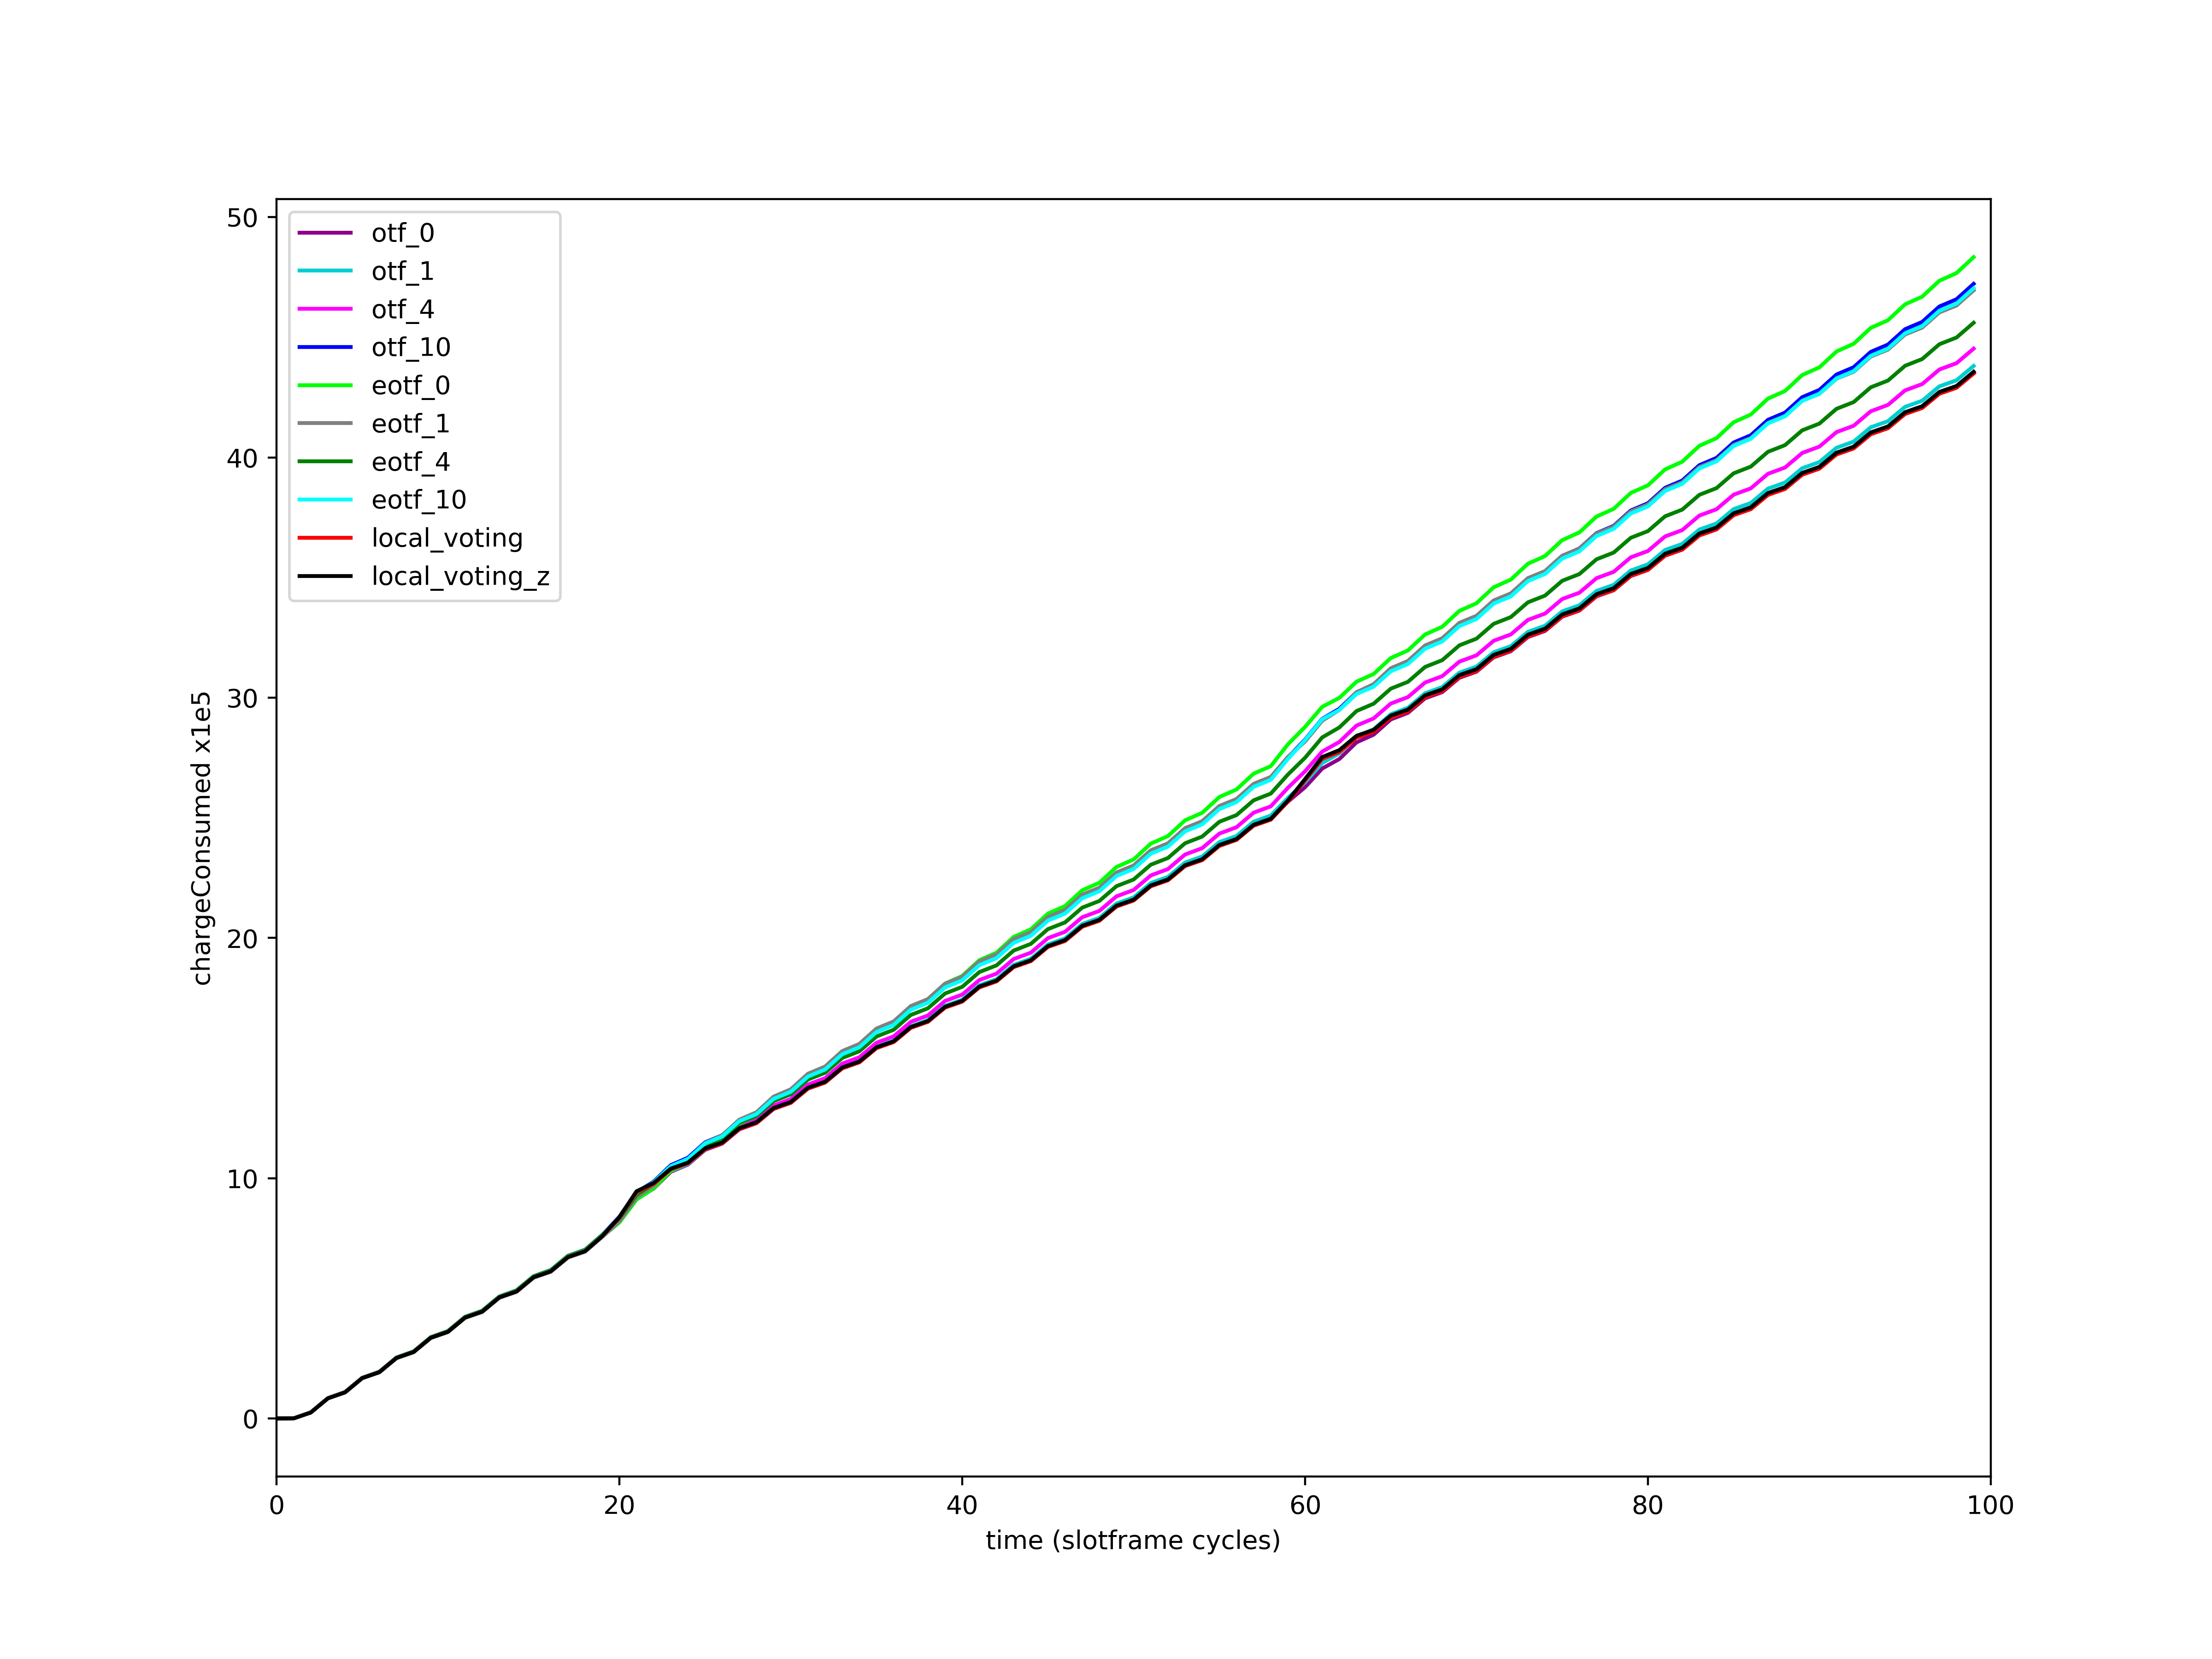 50
40
30
20
10
0
chargeConsumed x1e5
otf_0
otf_1
otf_4
otf_10
eotf_0
eotf_1
eotf_4
eotf_10
local_voting
local_voting_z
0 20 40 60 80 100
time (slotframe cycles)